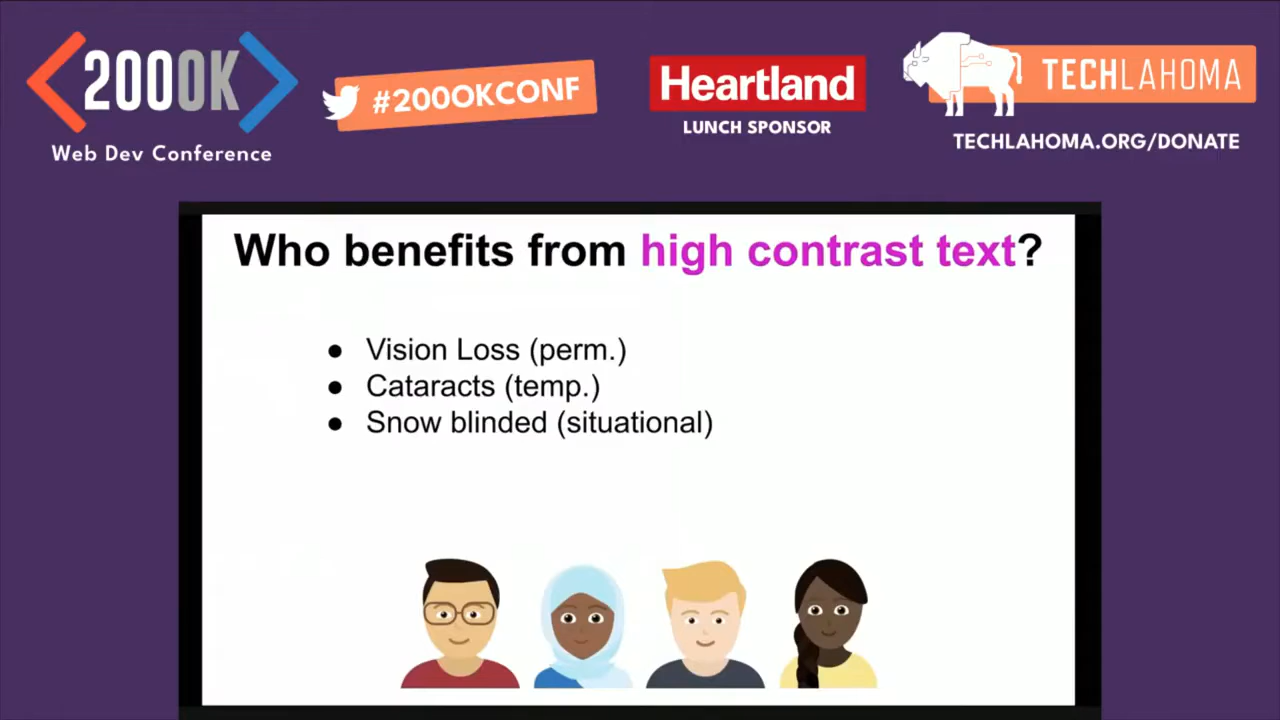 200OK
Web Dev Conference
#200OKCONF
Heartland
LUNCH SPONSOR
TECHLAHOMA
TECHLAHOMA.ORG/DONATE
Who benefits from high contrast text?
● Vision Loss (perm.)
● Cataracts (temp.)
● Snow blinded (situational)